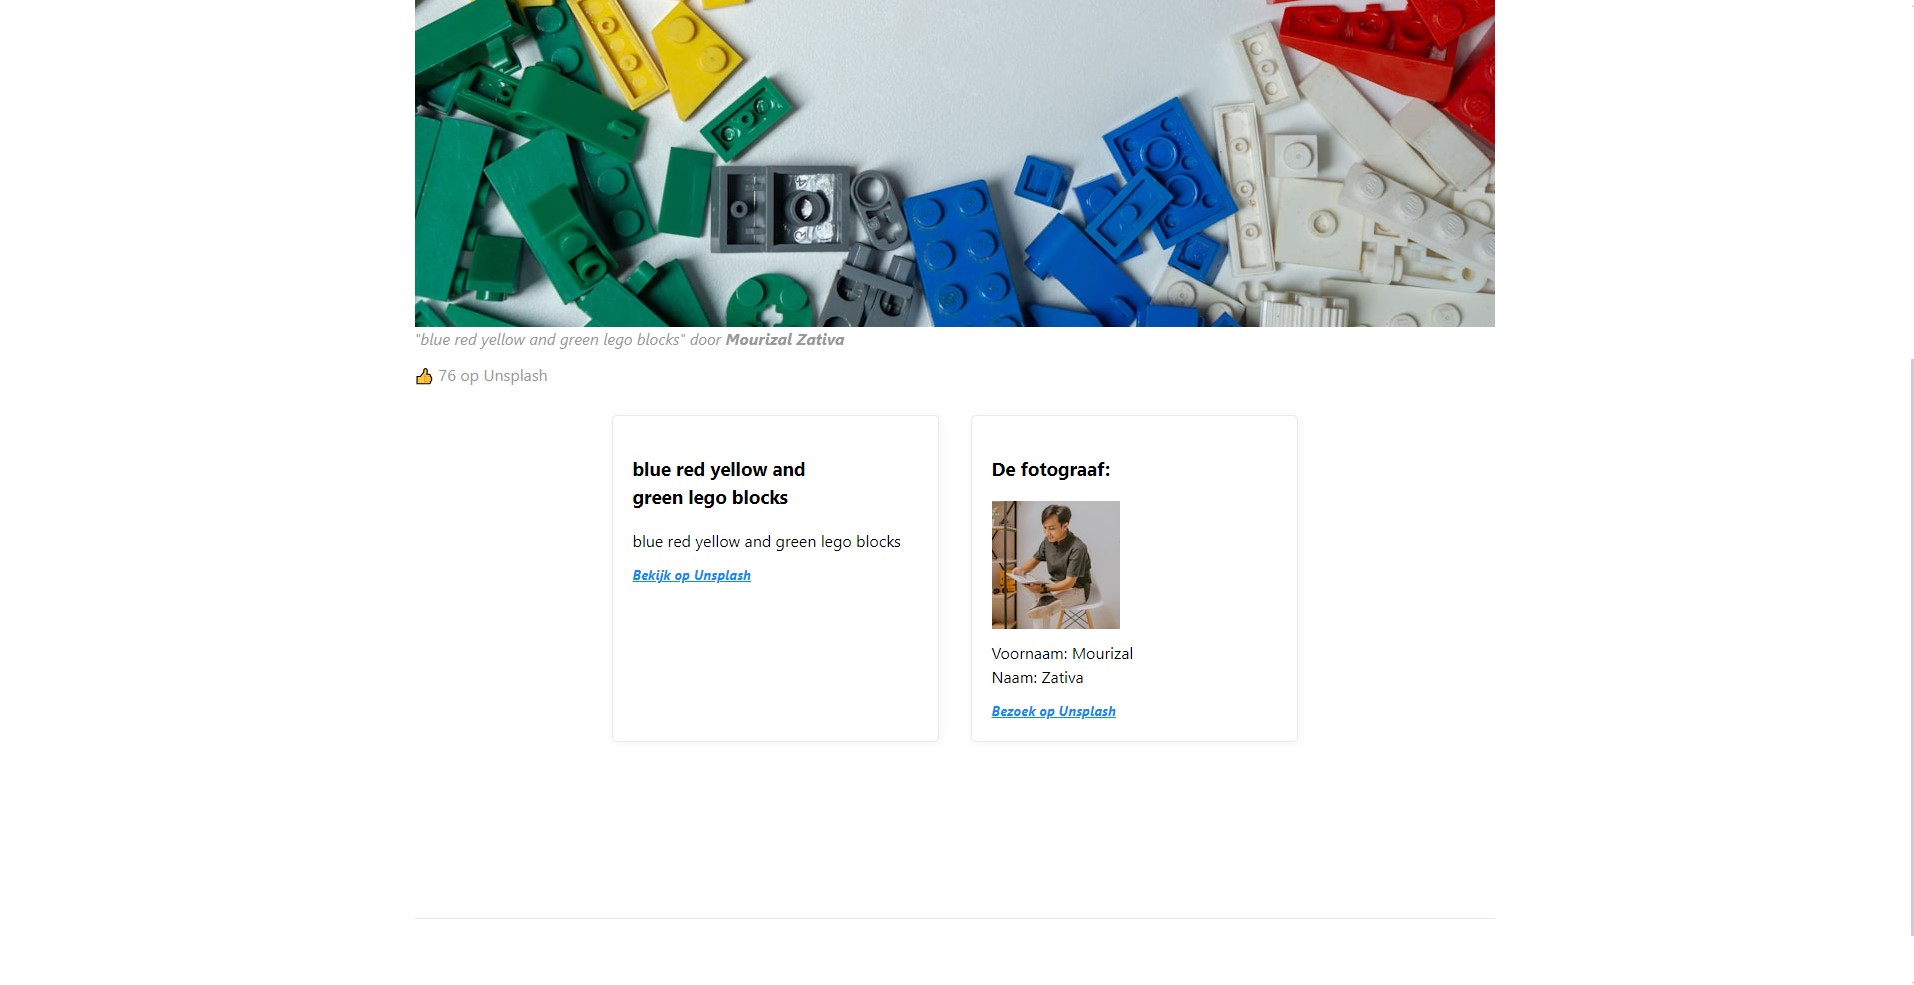 "blue red yellow and green lego blocks" door Mourizal Zativa
👍 76 op Unsplash
blue red yellow and
green lego blocks
blue red yellow and green lego blocks
Bekijk op Unsplash
De fotograaf:
Voornaam: Mourizal
Naam: Zativa
Bezoek op Unsplash